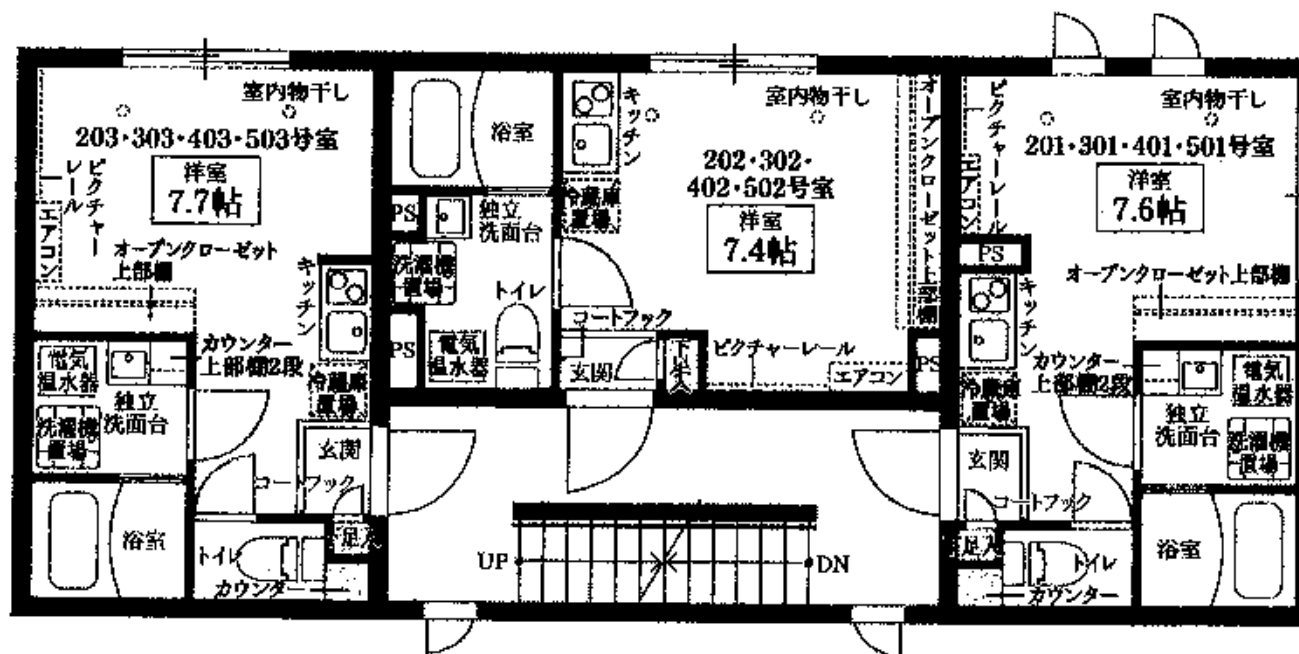 室内物干し
203・303・403・503号室
洋室
7.7帖
ピクチャー
レール
エアコン
オープンクローゼット
上部棚
キッチン
カウンター
上部棚2段
冷蔵庫
置場
電気
温水器
独立
洗面台
洗濯機
置場
玄関
コートフック
浴室
トイレ
カウンター
足入
浴室
PS
独立
洗面台
洗濯機
置場
トイレ
PS
電気
温水器
キッチン
冷蔵庫
置場
室内物干し
202・302・
402・502号室
洋室
7.4帖
オープンクローゼット上部棚
コートフック
玄関
下足入
ピクチャーレール
エアコン
PS
UP
DN
室内物干し
201・301・401・501号室
洋室
7.6帖
ピクチャーレール
エアコン
PS
オープンクローゼット上部棚
キッチン
カウンター
上部棚2段
冷蔵庫
置場
電気
温水器
独立
洗面台
洗濯機
置場
玄関
コートフック
足入
トイレ
カウンター
浴室